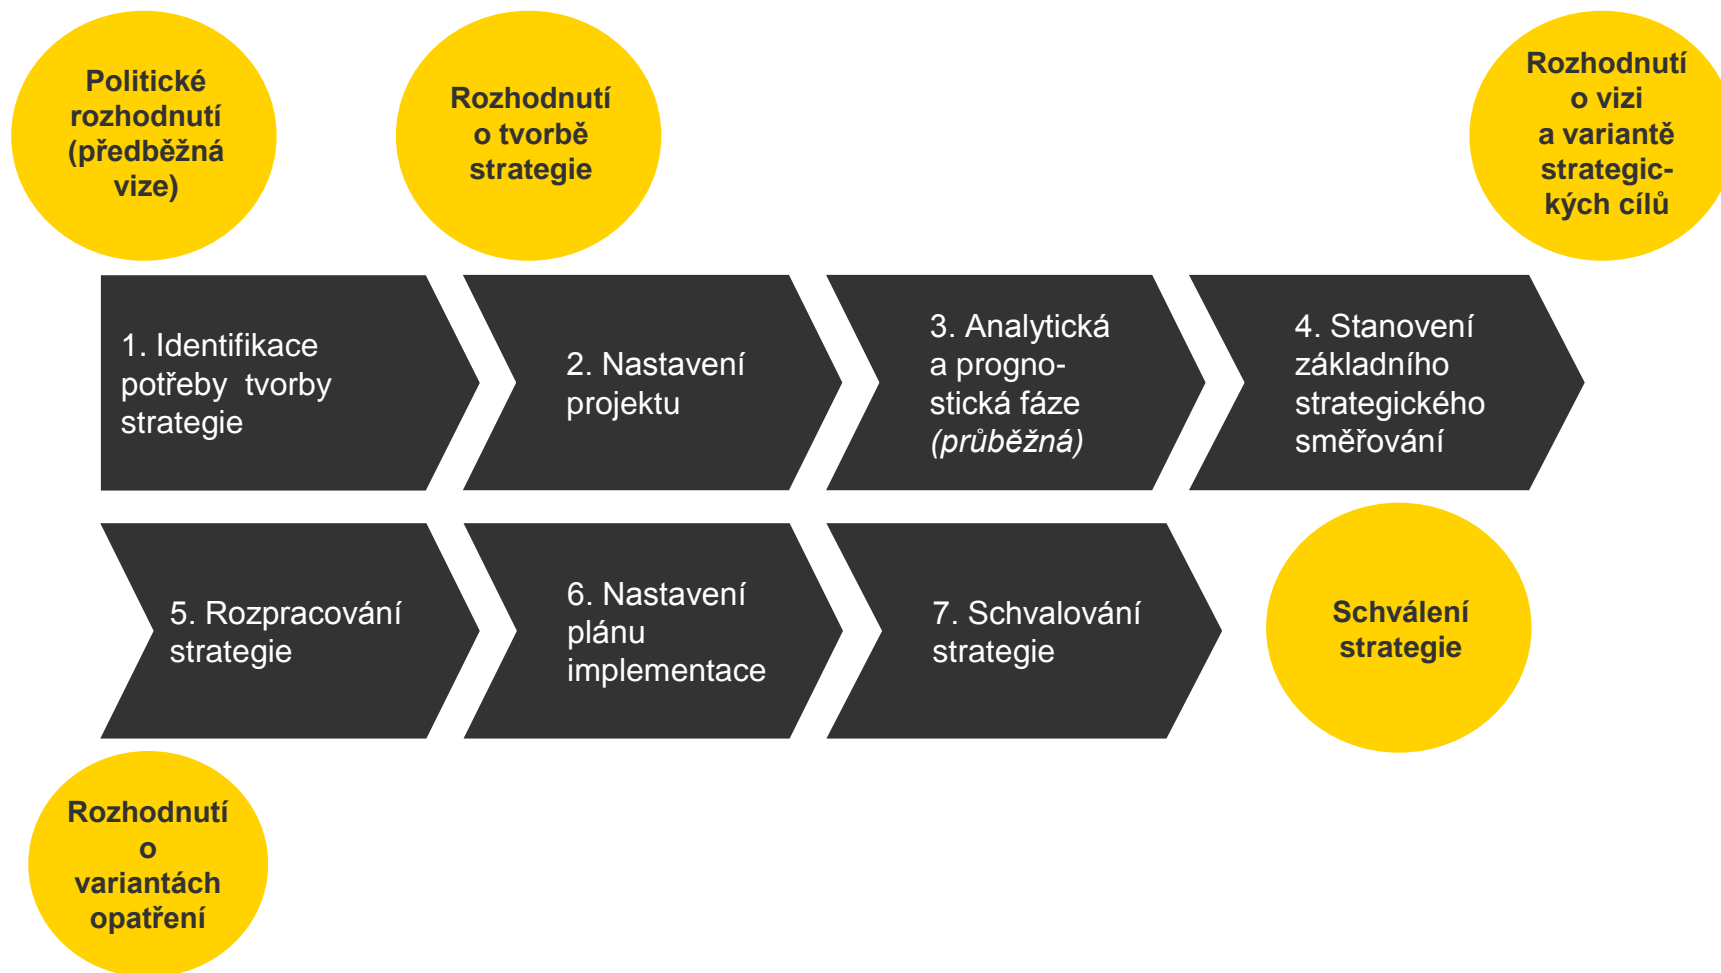 Politické
rozhodnutí
(předběžná
vize)
Rozhodnutí
o tvorbě
strategie
Rozhodnutí
o vizi
a variantě
strategic-
kých cílů
1. Identifikace
potřeby tvorby
strategie
2. Nastavení
projektu
3. Analytická
a progno-
stická fáze
(průběžná)
4. Stanovení
základního
strategického
směřování
5. Rozpracování
strategie
6. Nastavení
plánu
implementace
7. Schvalování
strategie
Schválení
strategie
Rozhodnutí
o
variantách
opatření